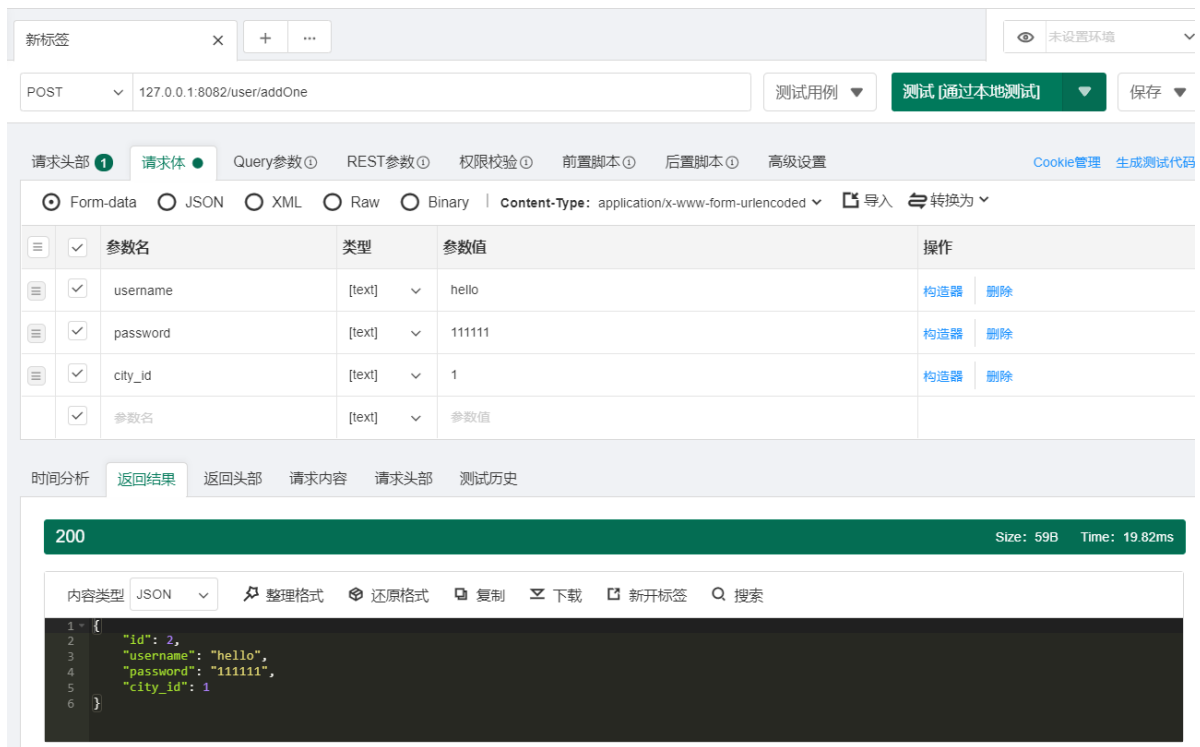 新标签 × + ··· 未设置环境
POST 127.0.0.1:8082/user/addOne 测试用例 测试 [通过本地测试] 保存
请求头部 1 请求体 Query参数 REST参数 权限校验 前置脚本 后置脚本 高级设置 Cookie管理 生成测试代码
Form-data JSON XML Raw Binary Content-Type: application/x-www-form-urlencoded 导入 转换为
参数名 类型 参数值 操作
username [text] hello 构造器 删除
password [text] 111111 构造器 删除
city_id [text] 1 构造器 删除
参数名 [text] 参数值
时间分析 返回结果 返回头部 请求内容 请求头部 测试历史
200 Size: 59B Time: 19.82ms
内容类型 JSON 整理格式 还原格式 复制 下载 新开标签 搜索
1 {
2 "id": 2,
3 "username": "hello",
4 "password": "111111",
5 "city_id": 1
6 }